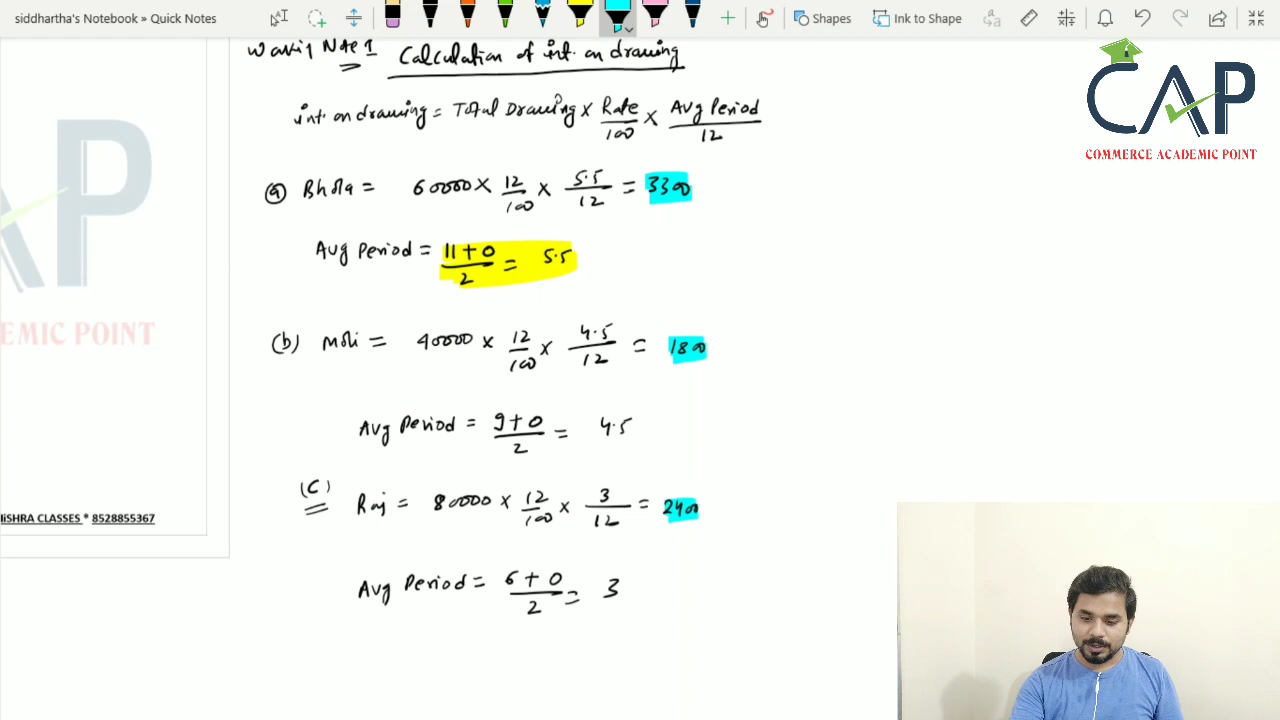 siddhartha's Notebook » Quick Notes
Shapes
Ink to Shape
Working Note 1 Calculation of int. on drawing
int. on drawing = Total Drawing × Rate/100 × Avg Period/12
(a) Bhola = 60000 × 12/100 × 5.5/12 = 3300
Avg Period = 11+0/2 = 5.5
(b) Moti = 40000 × 12/100 × 4.5/12 = 1800
Avg Period = 9+0/2 = 4.5
(C) Raj = 80000 × 12/100 × 3/12 = 2400
Avg Period = 6+0/2 = 3
CAP
COMMERCE ACADEMIC POINT
AP
EMIC POINT
MISHRA CLASSES * 8528855367